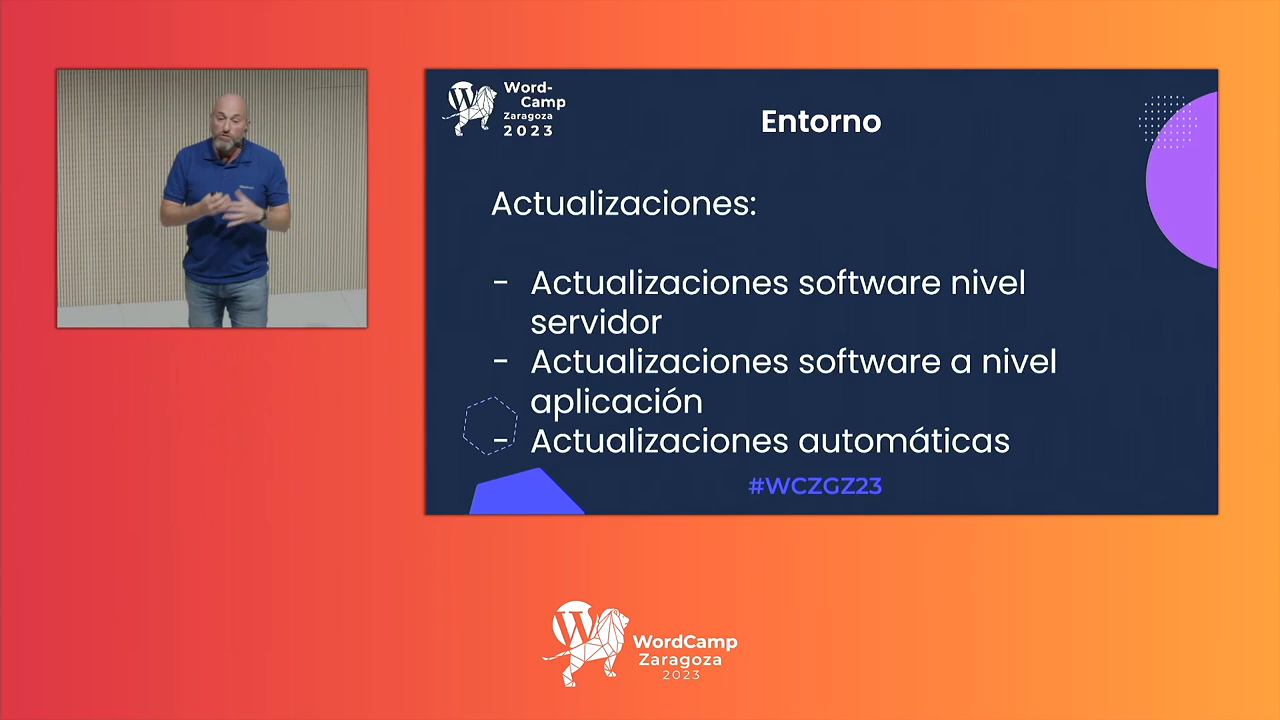 Word-
Camp
Zaragoza
2023
Entorno
Actualizaciones:
- Actualizaciones software nivel
servidor
- Actualizaciones software a nivel
aplicación
- Actualizaciones automáticas
#WCZGZ23
WordCamp
Zaragoza
2023